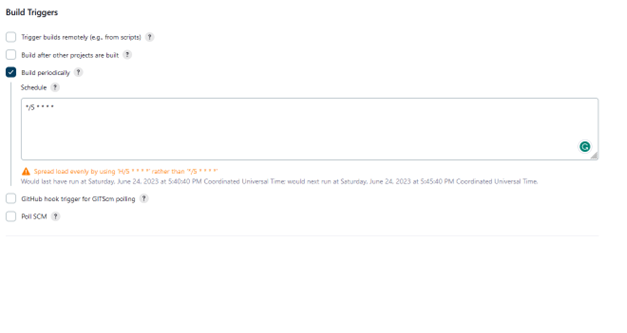 Build Triggers
Trigger builds remotely (e.g., from scripts) ?
Build after other projects are built ?
Build periodically ?
Schedule ?
*/5 * * * *
Spread load evenly by using 'H/5 * * * *' rather than '*/5 * * * *'
Would last have run at Saturday, June 24, 2023 at 5:40:40 PM Coordinated Universal Time; would next run at Saturday, June 24, 2023 at 5:45:40 PM Coordinated Universal Time.
GitHub hook trigger for GITScm polling ?
Poll SCM ?